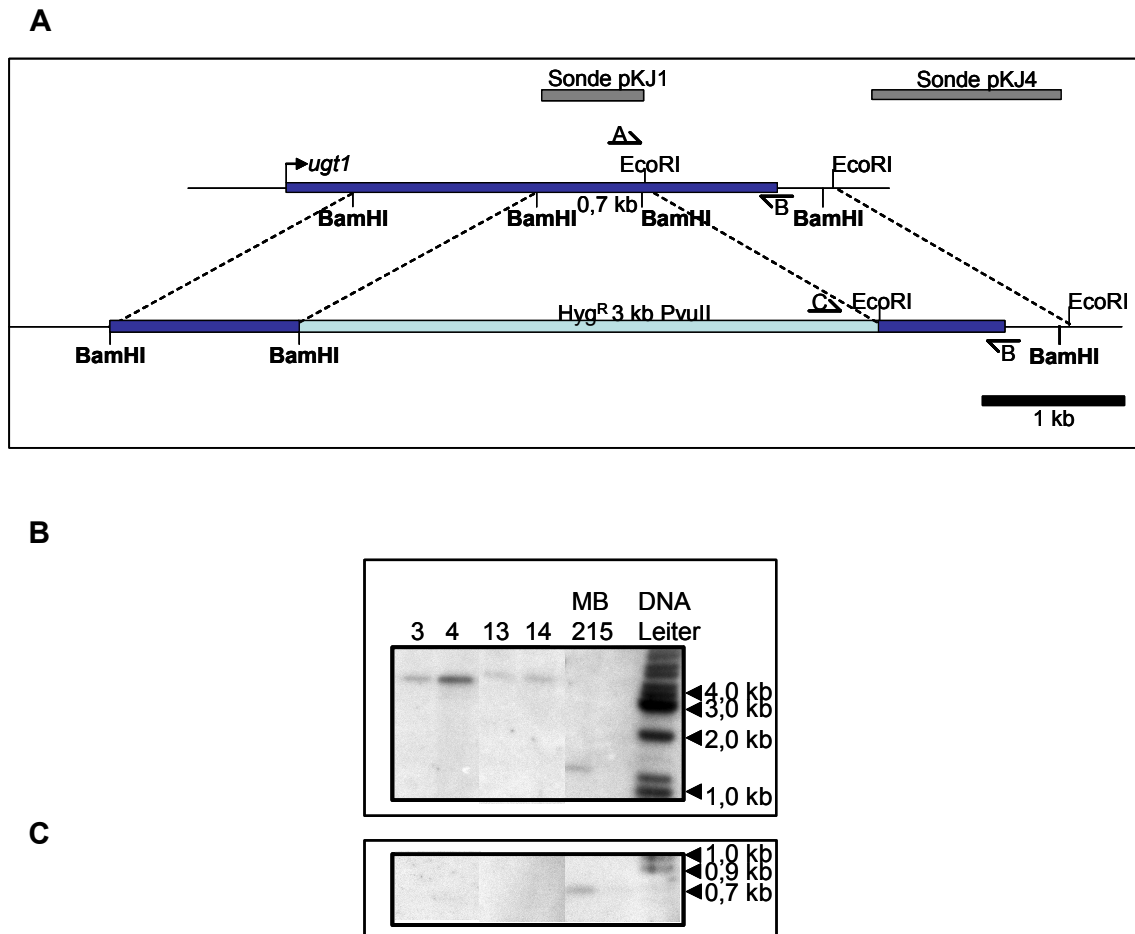 A
Sonde pKJ1
Sonde pKJ4
A
ugt1
EcoRI
EcoRI
0,7 kb
B
BamHI
BamHI
BamHI
BamHI
HygR 3 kb PvuII
C
EcoRI
EcoRI
BamHI
BamHI
B
BamHI
1 kb
B
MB
DNA
3 4 13 14 215 Leiter
4,0 kb
3,0 kb
2,0 kb
1,0 kb
C
1,0 kb
0,9 kb
0,7 kb